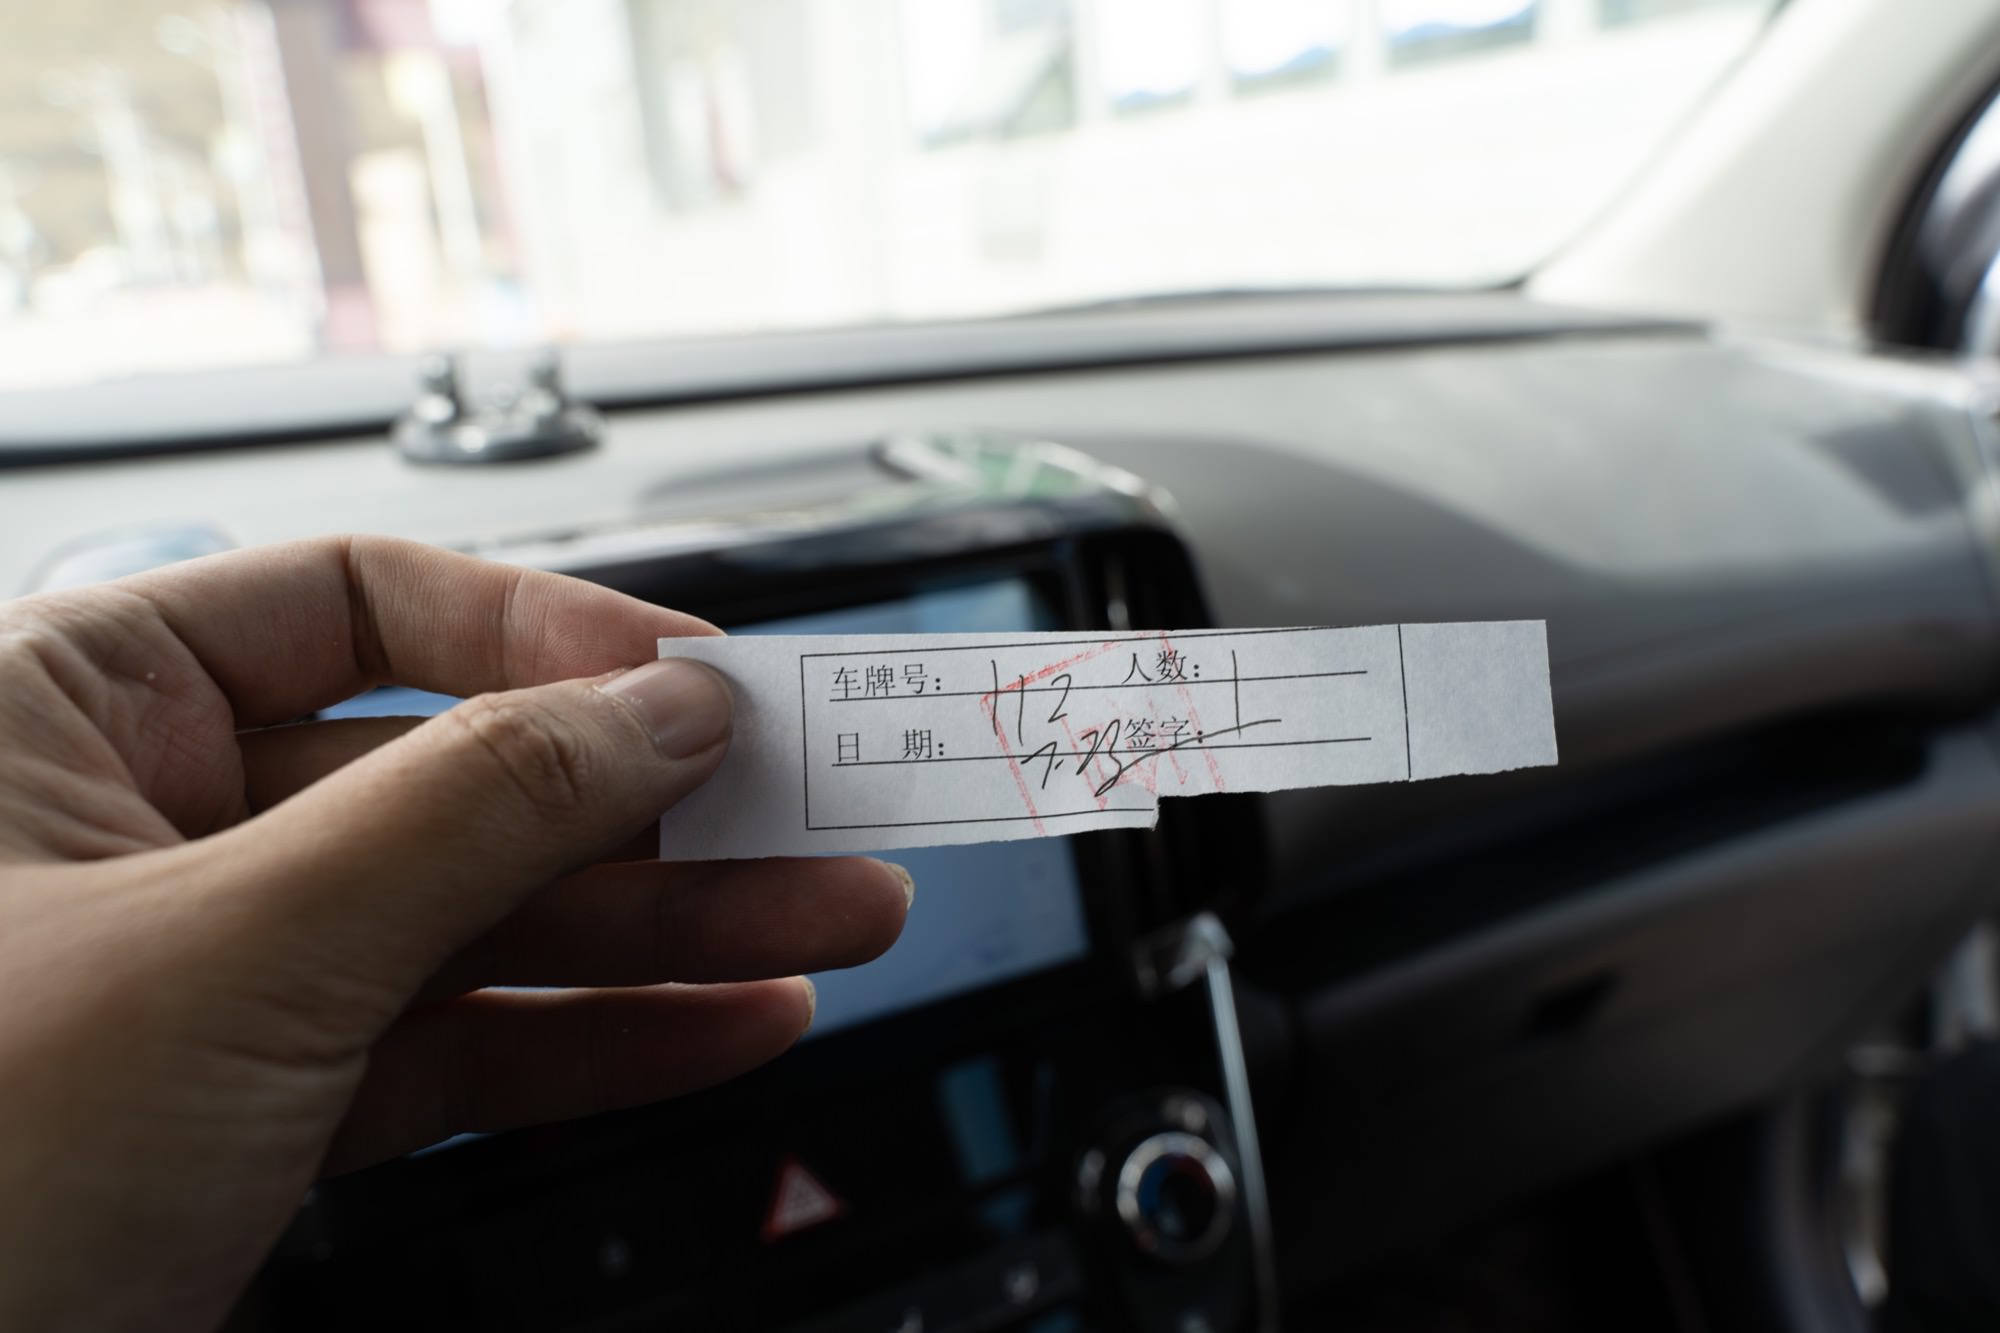 车牌号： 112 人数： 1
日 期： 7.23 签字：